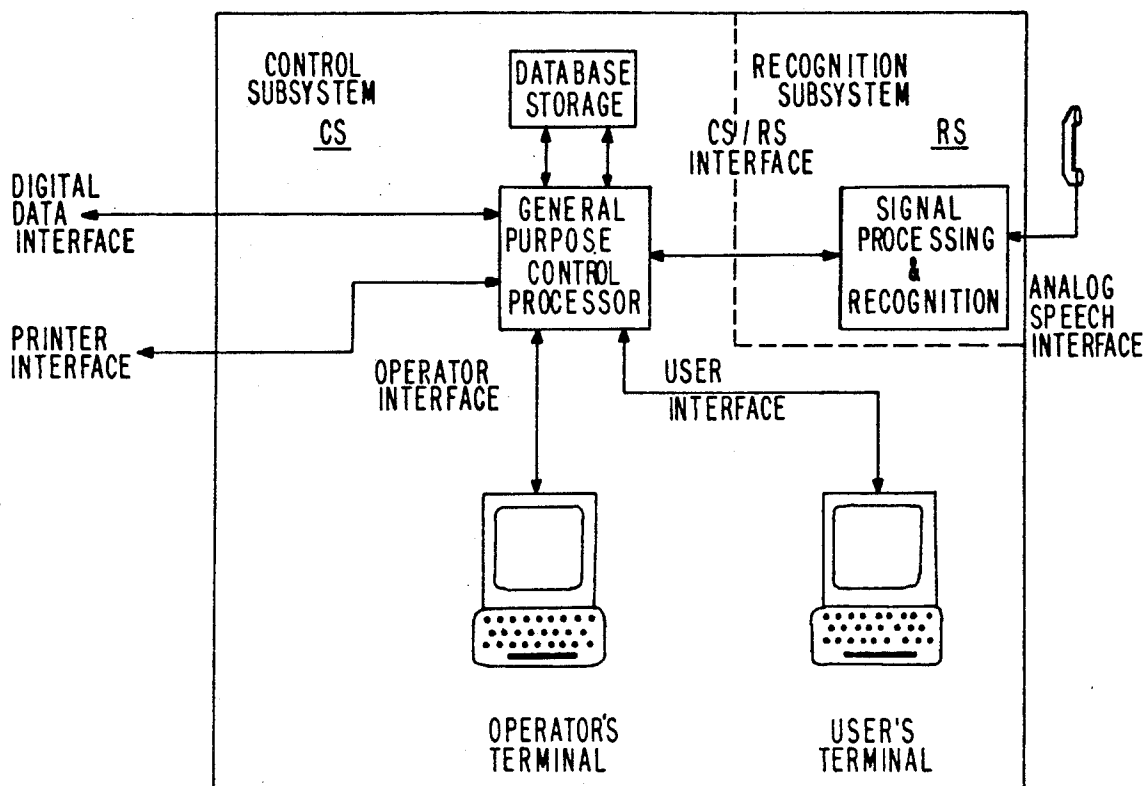 CONTROL
SUBSYSTEM
CS
DATABASE
STORAGE
RECOGNITION
SUBSYSTEM
RS
CS/RS
INTERFACE
DIGITAL
DATA
INTERFACE
GENERAL
PURPOSE
CONTROL
PROCESSOR
SIGNAL
PROCESSING
&
RECOGNITION
ANALOG
SPEECH
INTERFACE
PRINTER
INTERFACE
OPERATOR
INTERFACE
USER
INTERFACE
OPERATOR'S
TERMINAL
USER'S
TERMINAL